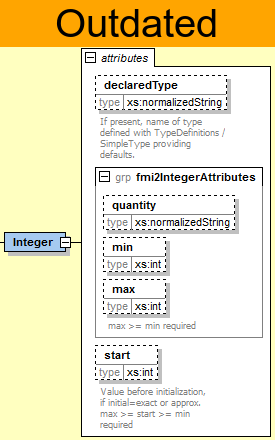 Outdated
attributes
declaredType
type xs:normalizedString
If present, name of type
defined with TypeDefinitions /
SimpleType providing
defaults.
grp fmi2IntegerAttributes
quantity
type xs:normalizedString
min
type xs:int
Integer
max
type xs:int
max >= min required
start
type xs:int
Value before initialization,
if initial=exact or approx.
max >= start >= min
required